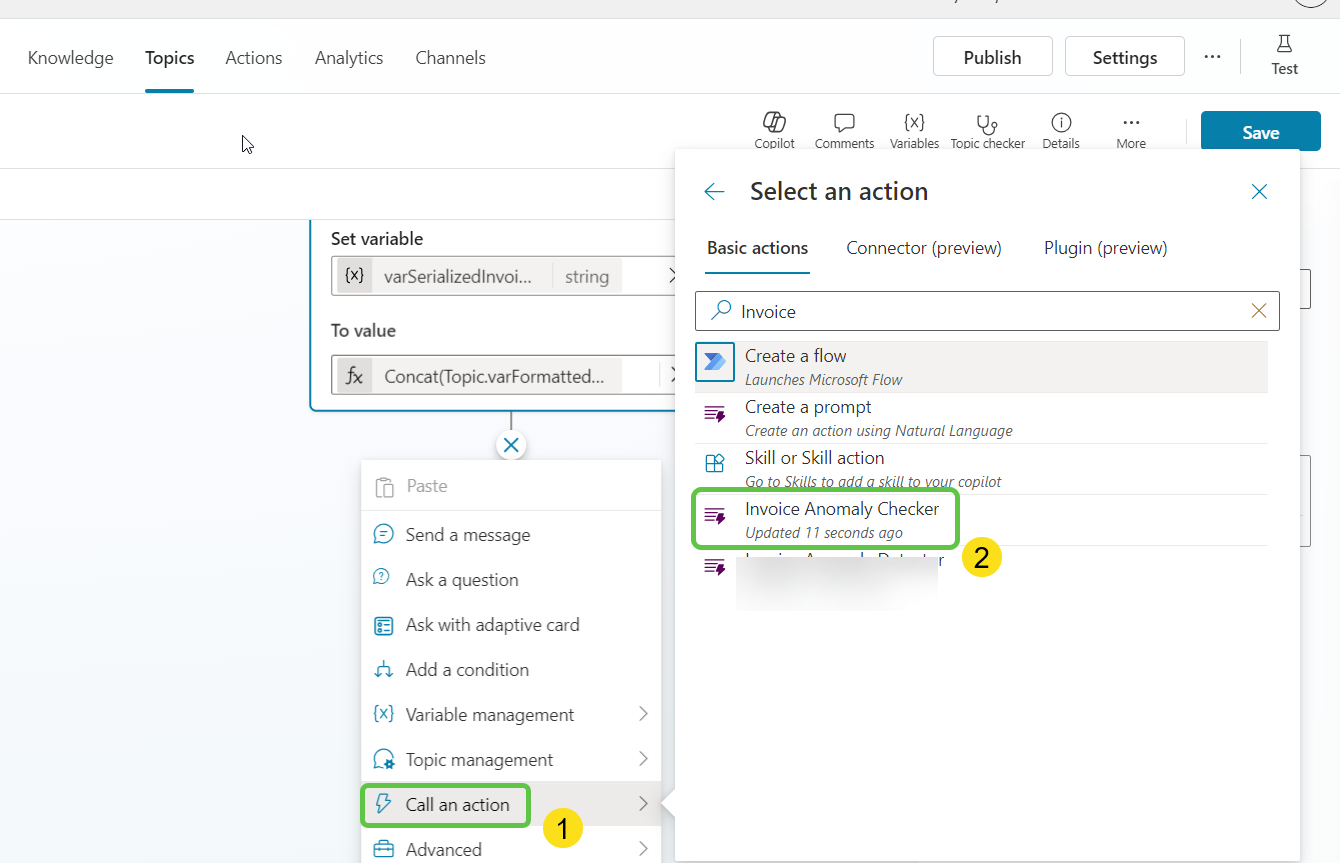 Knowledge
Topics
Actions
Analytics
Channels
Publish
Settings
...
Test
Copilot
Comments
{x}
Variables
Topic checker
Details
...
More
Save
Set variable
{x} varSerializedInvoi... string
To value
fx Concat(Topic.varFormatted...
Paste
Send a message
Ask a question
Ask with adaptive card
Add a condition
{x} Variable management
Topic management
Call an action
1
Advanced
Select an action
Basic actions
Connector (preview)
Plugin (preview)
Invoice
Create a flow
Launches Microsoft Flow
Create a prompt
Create an action using Natural Language
Skill or Skill action
Go to Skills to add a skill to your copilot
Invoice Anomaly Checker
Updated 11 seconds ago
2